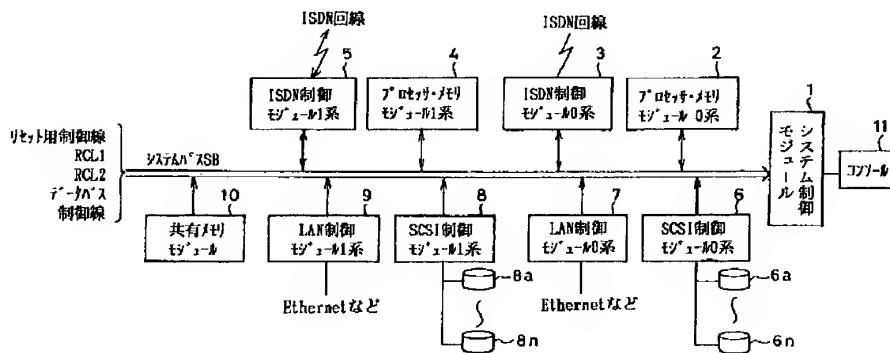 ISDN回線
ISDN回線
5
4
3
2
1
11
ISDN制御
モジュール1系
プロセッサ・メモリ
モジュール1系
ISDN制御
モジュール0系
プロセッサ・メモリ
モジュール 0系
システム制御
モジュール
コンソール
リセット用制御線
RCL1
RCL2
データバス
制御線
システムバスSB
10
9
8
7
6
共有メモリ
モジュール
LAN制御
モジュール1系
SCSI制御
モジュール1系
LAN制御
モジュール0系
SCSI制御
モジュール0系
Ethernetなど
8a
8n
Ethernetなど
6a
6n